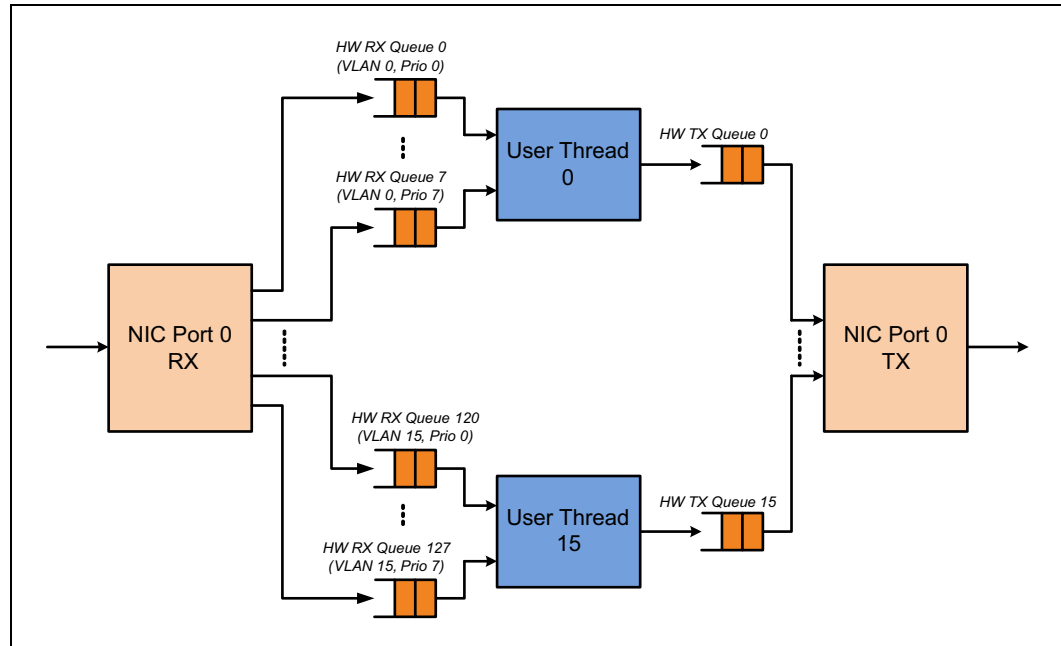 HW RX Queue 0
(VLAN 0, Prio 0)
HW RX Queue 7
(VLAN 0, Prio 7)
User Thread
0
HW TX Queue 0
NIC Port 0
RX
NIC Port 0
TX
HW RX Queue 120
(VLAN 15, Prio 0)
HW RX Queue 127
(VLAN 15, Prio 7)
User Thread
15
HW TX Queue 15